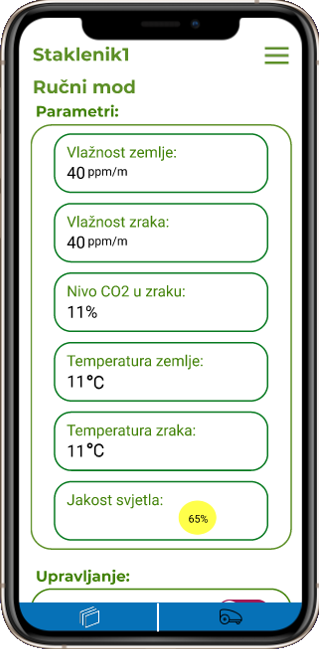 Staklenik1
Ručni mod
Parametri:
Vlažnost zemlje:
40 ppm/m
Vlažnost zraka:
40 ppm/m
Nivo CO2 u zraku:
11%
Temperatura zemlje:
11°C
Temperatura zraka:
11°C
Jakost svjetla:
65%
Upravljanje: